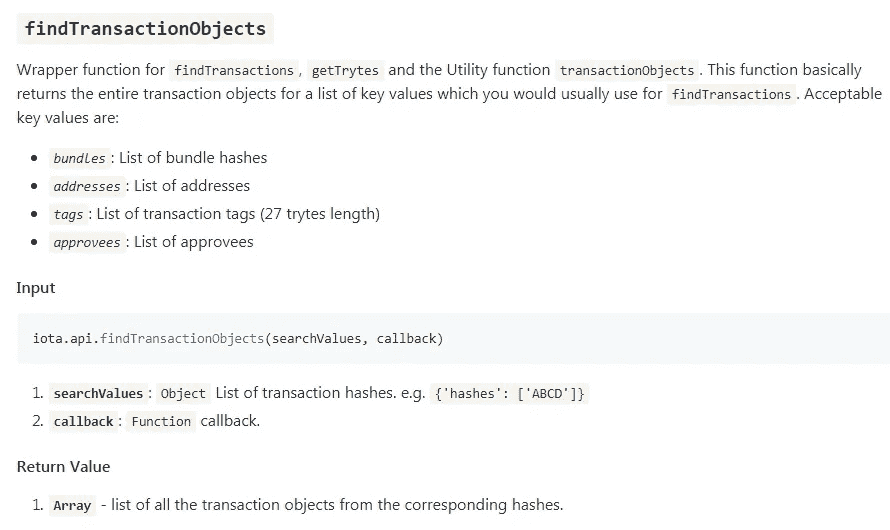 findTransactionObjects
Wrapper function for findTransactions, getTrytes and the Utility function transactionObjects. This function basically
returns the entire transaction objects for a list of key values which you would usually use for findTransactions. Acceptable
key values are:
• bundles: List of bundle hashes
• addresses: List of addresses
• tags: List of transaction tags (27 trytes length)
• approvees: List of approvees
Input
iota.api.findTransactionObjects(searchValues, callback)
1. searchValues: Object List of transaction hashes. e.g. {'hashes': ['ABCD']}
2. callback: Function callback.
Return Value
1. Array - list of all the transaction objects from the corresponding hashes.